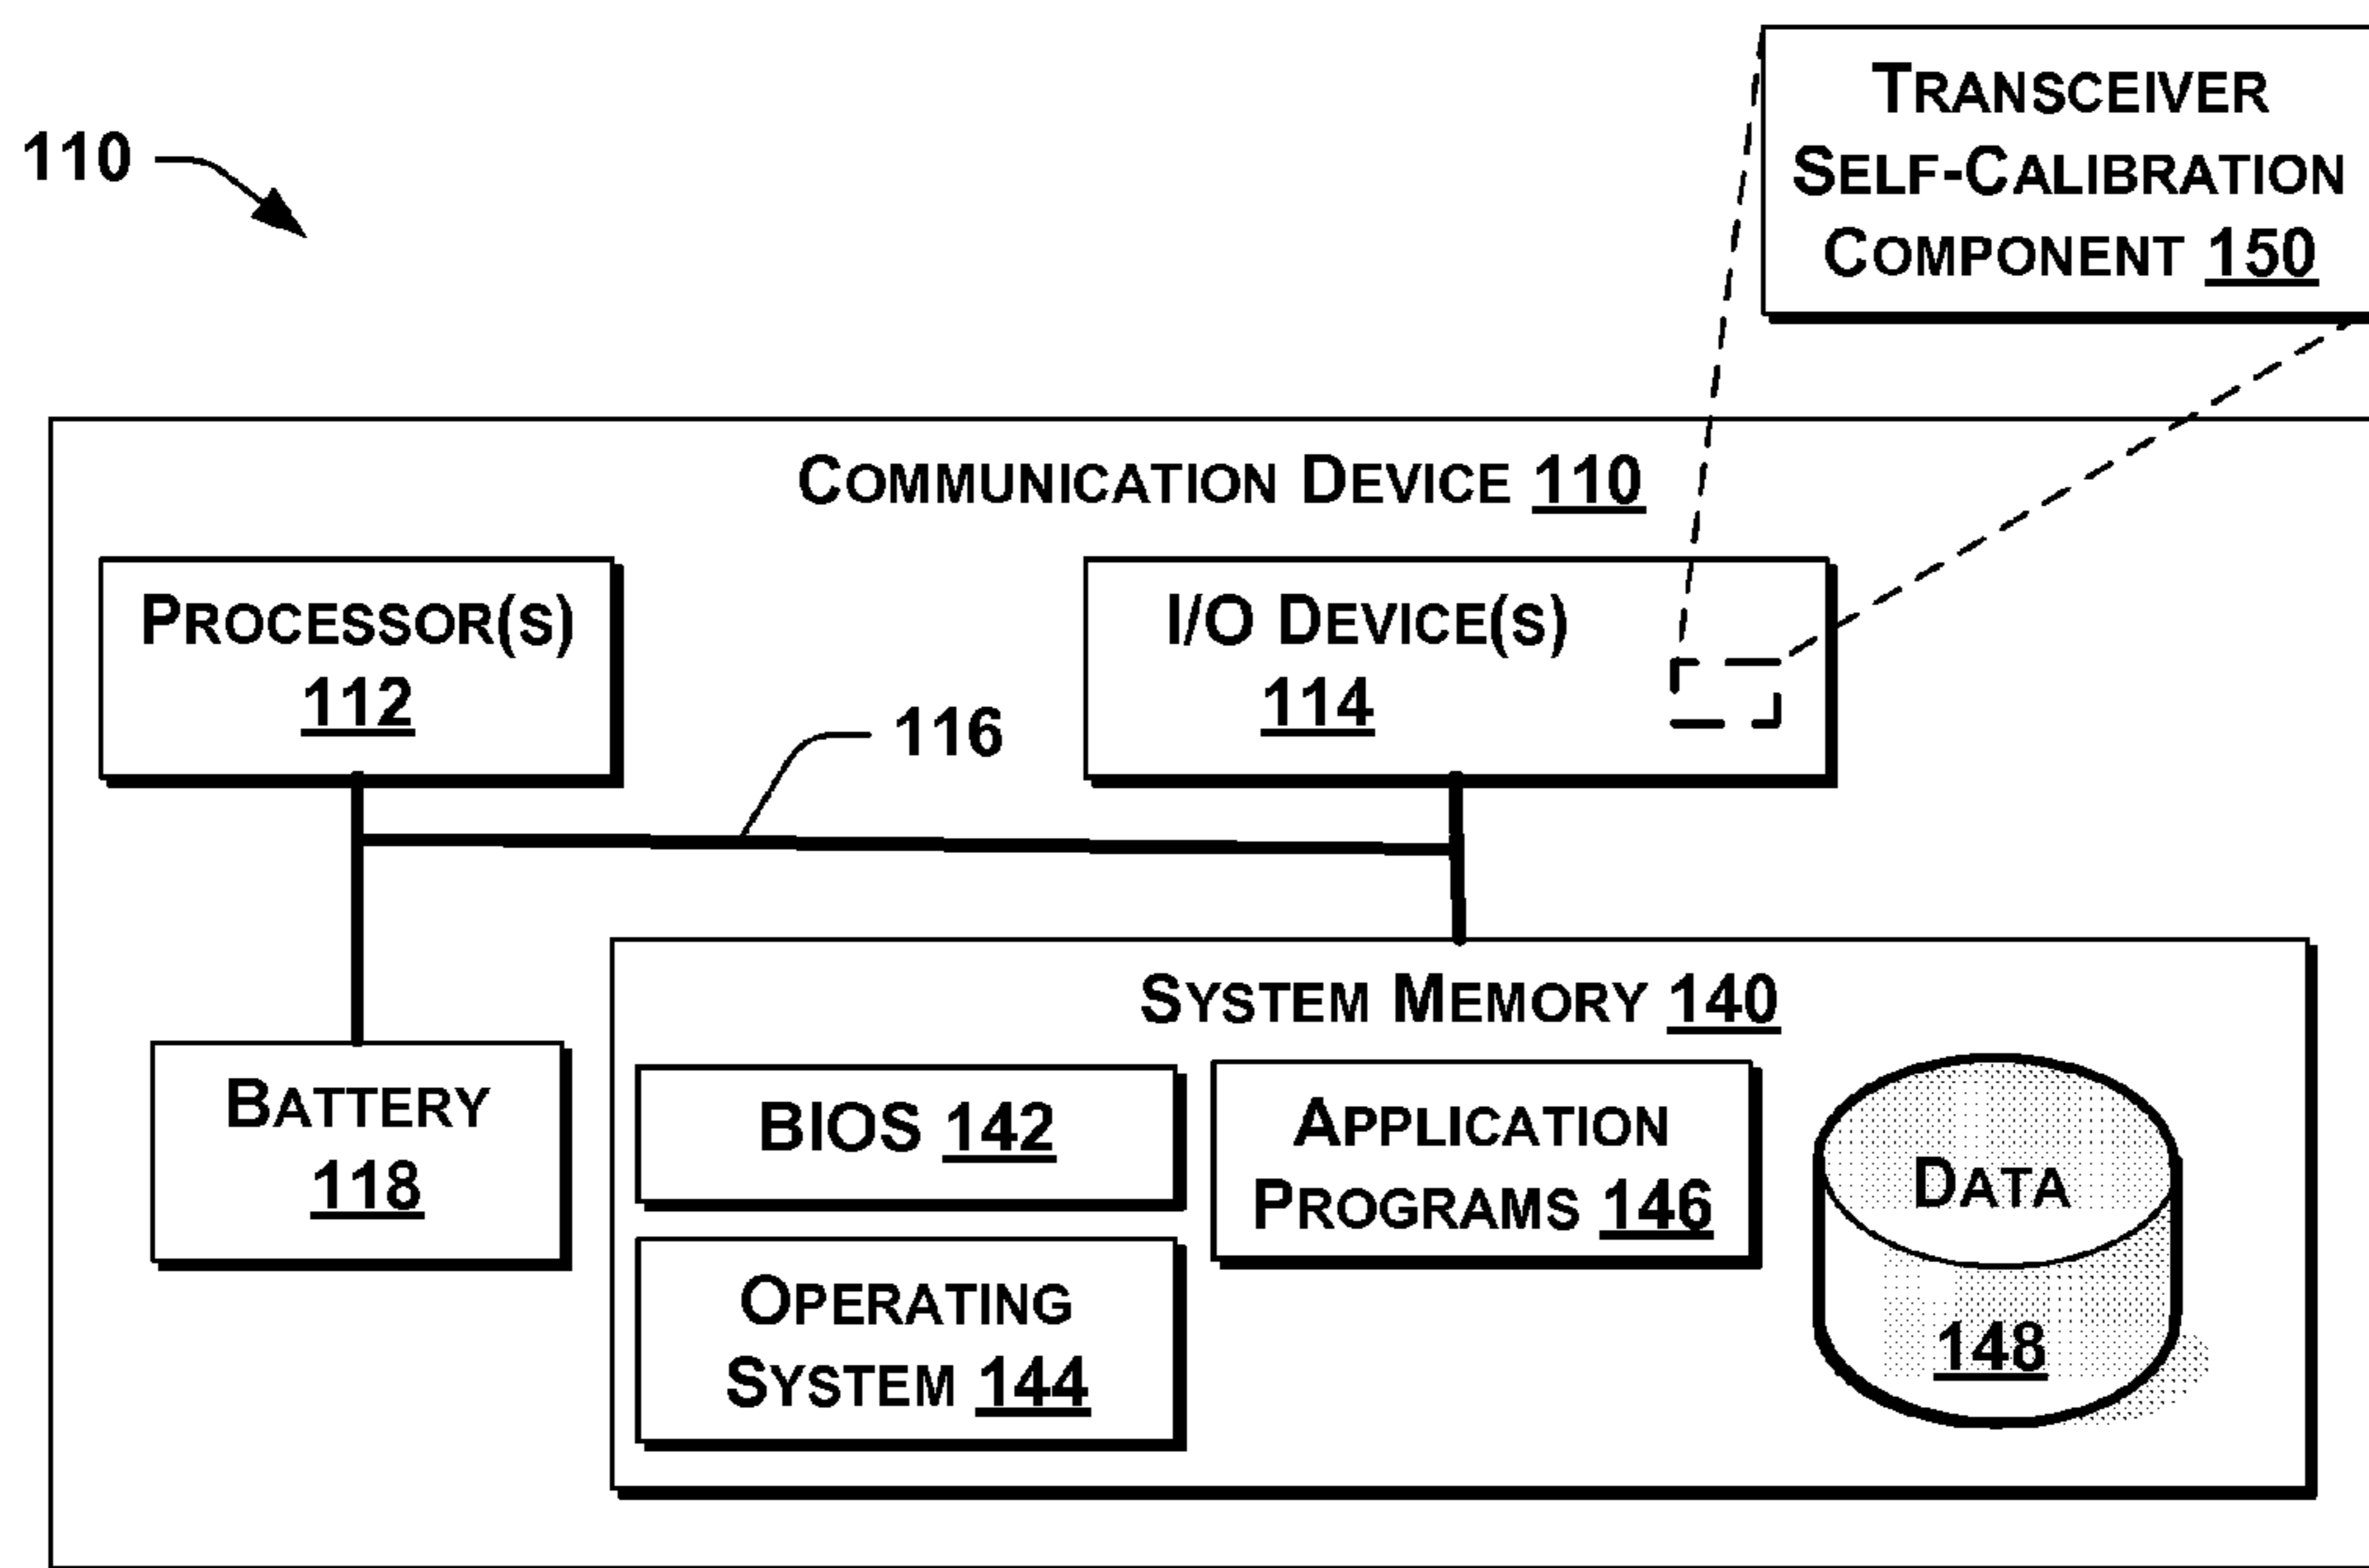 110
TRANSCEIVER
SELF-CALIBRATION
COMPONENT 150
COMMUNICATION DEVICE 110
PROCESSOR(S)
112
I/O DEVICE(S)
114
116
SYSTEM MEMORY 140
BATTERY
118
BIOS 142
APPLICATION
PROGRAMS 146
OPERATING
SYSTEM 144
DATA
148